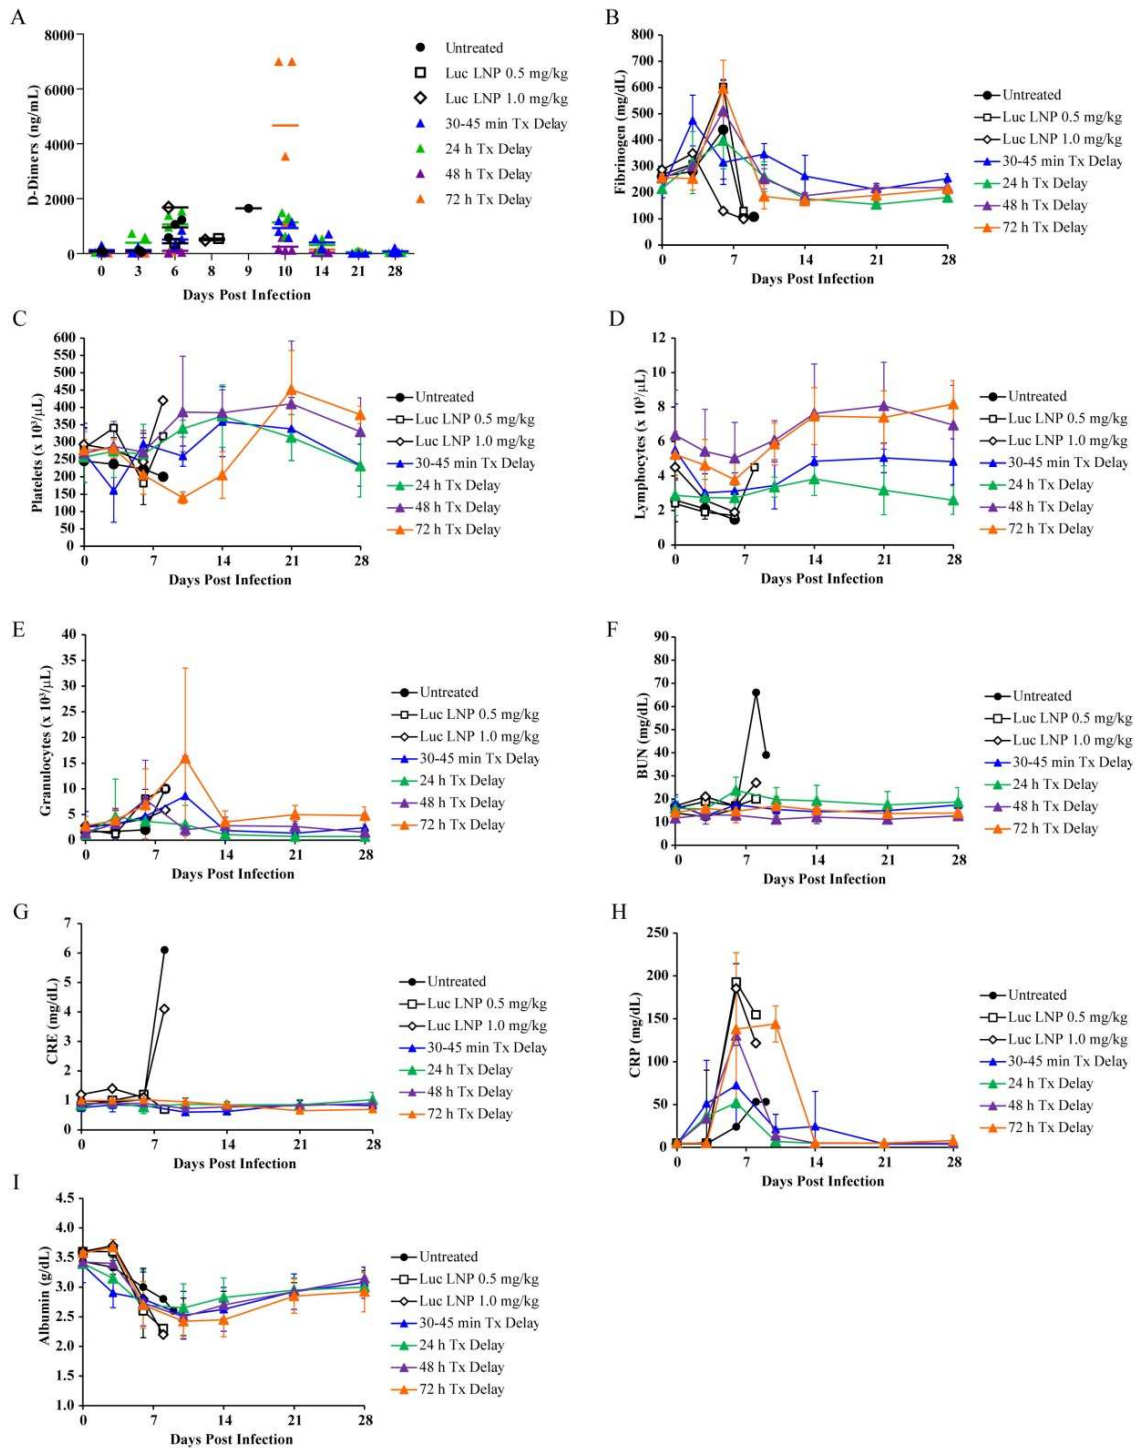 A
D-Dimers (ng/mL)
8000
6000
4000
2000
0
0 3 6 8 9 10 14 21 28
Days Post Infection
Untreated
Luc LNP 0.5 mg/kg
Luc LNP 1.0 mg/kg
30-45 min Tx Delay
24 h Tx Delay
48 h Tx Delay
72 h Tx Delay
B
Fibrinogen (mg/dL)
800
700
600
500
400
300
200
100
0
0 7 14 21 28
Days Post Infection
Untreated
Luc LNP 0.5 mg/kg
Luc LNP 1.0 mg/kg
30-45 min Tx Delay
24 h Tx Delay
48 h Tx Delay
72 h Tx Delay
C
Platelets (x 10³/µL)
600
550
500
450
400
350
300
250
200
150
100
50
0
0 7 14 21 28
Days Post Infection
Untreated
Luc LNP 0.5 mg/kg
Luc LNP 1.0 mg/kg
30-45 min Tx Delay
24 h Tx Delay
48 h Tx Delay
72 h Tx Delay
D
Lymphocytes (x 10³/µL)
12
10
8
6
4
2
0
0 7 14 21 28
Days Post Infection
Untreated
Luc LNP 0.5 mg/kg
Luc LNP 1.0 mg/kg
30-45 min Tx Delay
24 h Tx Delay
48 h Tx Delay
72 h Tx Delay
E
Granulocytes (x 10³/µL)
40
35
30
25
20
15
10
5
0
0 7 14 21 28
Days Post Infection
Untreated
Luc LNP 0.5 mg/kg
Luc LNP 1.0 mg/kg
30-45 min Tx Delay
24 h Tx Delay
48 h Tx Delay
72 h Tx Delay
F
BUN (mg/dL)
90
80
70
60
50
40
30
20
10
0
0 7 14 21 28
Days Post Infection
Untreated
Luc LNP 0.5 mg/kg
Luc LNP 1.0 mg/kg
30-45 min Tx Delay
24 h Tx Delay
48 h Tx Delay
72 h Tx Delay
G
CRE (mg/dL)
7
6
5
4
3
2
1
0
0 7 14 21 28
Days Post Infection
Untreated
Luc LNP 0.5 mg/kg
Luc LNP 1.0 mg/kg
30-45 min Tx Delay
24 h Tx Delay
48 h Tx Delay
72 h Tx Delay
H
CRP (mg/dL)
250
200
150
100
50
0
0 7 14 21 28
Days Post Infection
Untreated
Luc LNP 0.5 mg/kg
Luc LNP 1.0 mg/kg
30-45 min Tx Delay
24 h Tx Delay
48 h Tx Delay
72 h Tx Delay
I
Albumin (g/dL)
4.5
4.0
3.5
3.0
2.5
2.0
1.5
1.0
0 7 14 21 28
Days Post Infection
Untreated
Luc LNP 0.5 mg/kg
Luc LNP 1.0 mg/kg
30-45 min Tx Delay
24 h Tx Delay
48 h Tx Delay
72 h Tx Delay